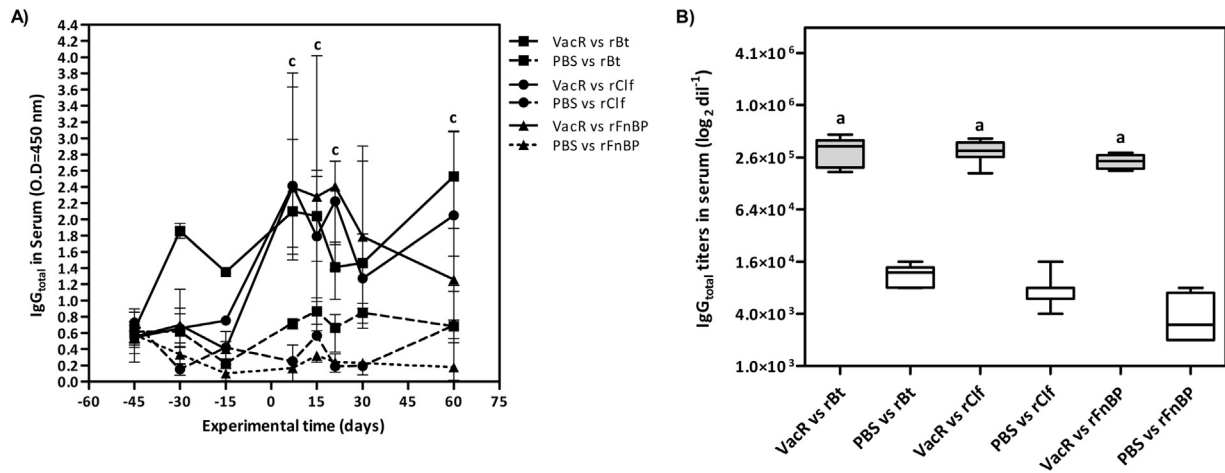 A)
4.4
4.2
4.0
3.8
3.6
3.4
3.2
3.0
2.8
2.6
2.4
2.2
2.0
1.8
1.6
1.4
1.2
1.0
0.8
0.6
0.4
0.2
0.0
IgG total in Serum (O.D=450 nm)
c
c
c
c
-60 -45 -30 -15 0 15 30 45 60 75
Experimental time (days)
VacR vs rBt
PBS vs rBt
VacR vs rClf
PBS vs rClf
VacR vs rFnBP
PBS vs rFnBP
B)
4.1×10⁶
1.0×10⁶
2.6×10⁵
6.4×10⁴
1.6×10⁴
4.0×10³
1.0×10³
IgG total titers in serum (log₂ dil⁻¹)
a
a
a
VacR vs rBt
PBS vs rBt
VacR vs rClf
PBS vs rClf
VacR vs rFnBP
PBS vs rFnBP